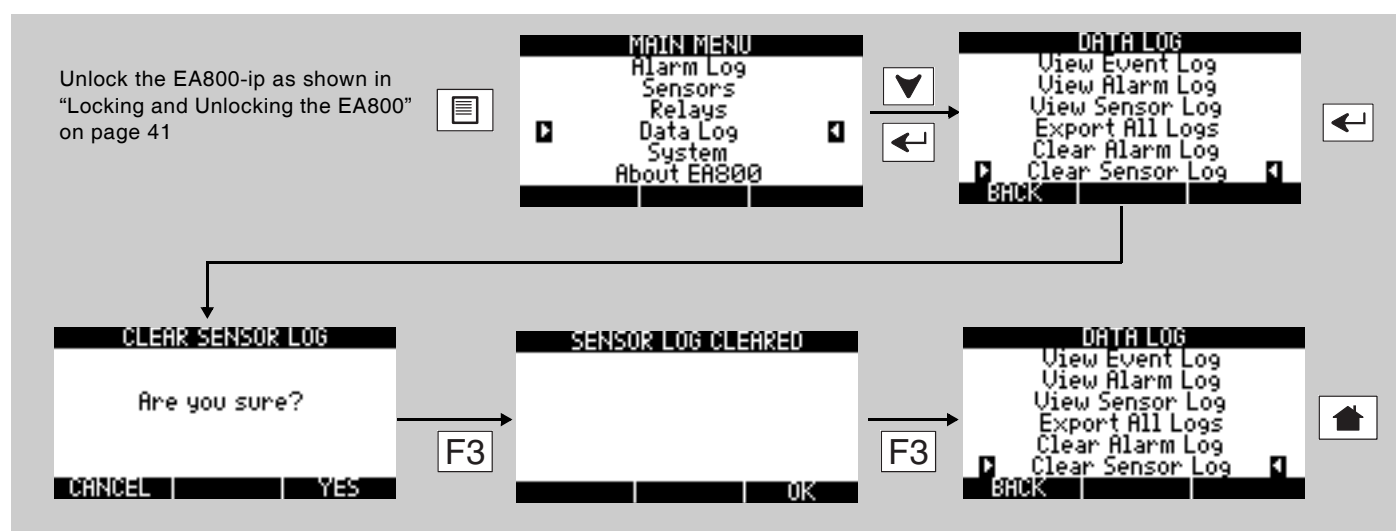 Unlock the EA800-ip as shown in
"Locking and Unlocking the EA800"
on page 41
MAIN MENU
Alarm Log
Sensors
Relays
Data Log
System
About EA800
DATA LOG
View Event Log
View Alarm Log
View Sensor Log
Export All Logs
Clear Alarm Log
Clear Sensor Log
BACK
CLEAR SENSOR LOG
Are you sure?
CANCEL YES
F3
SENSOR LOG CLEARED
OK
F3
DATA LOG
View Event Log
View Alarm Log
View Sensor Log
Export All Logs
Clear Alarm Log
Clear Sensor Log
BACK